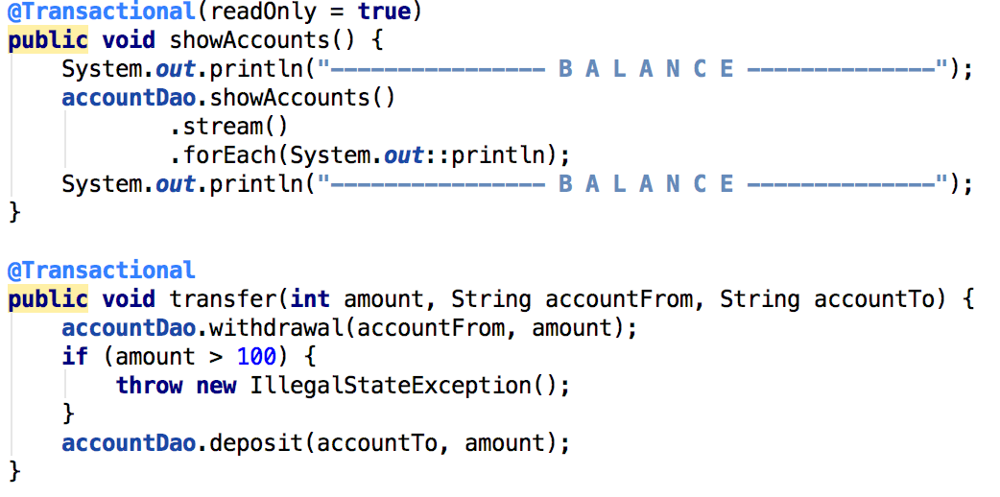 @Transactional(readOnly = true)
public void showAccounts() {
    System.out.println("———————————————— B A L A N C E ——————————————");
    accountDao.showAccounts()
            .stream()
            .forEach(System.out::println);
    System.out.println("———————————————— B A L A N C E ——————————————");
}

@Transactional
public void transfer(int amount, String accountFrom, String accountTo) {
    accountDao.withdrawal(accountFrom, amount);
    if (amount > 100) {
        throw new IllegalStateException();
    }
    accountDao.deposit(accountTo, amount);
}